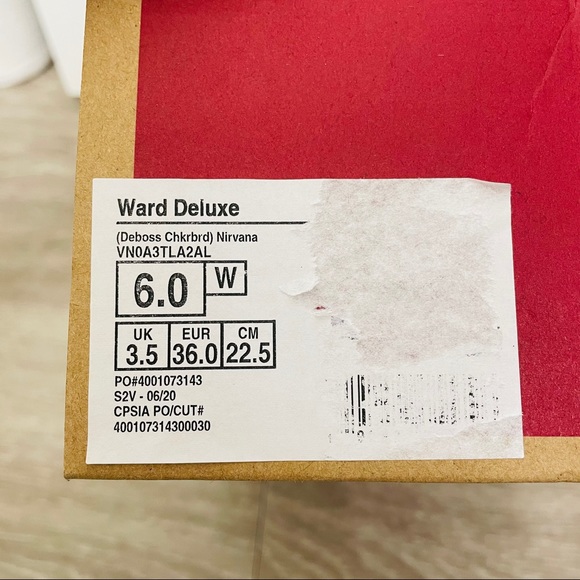 Ward Deluxe
(Deboss Chkrbrd) Nirvana
VN0A3TLA2AL
6.0 W
UK EUR CM
3.5 36.0 22.5
PO#4001073143
S2V - 06/20
CPSIA PO/CUT#
400107314300030